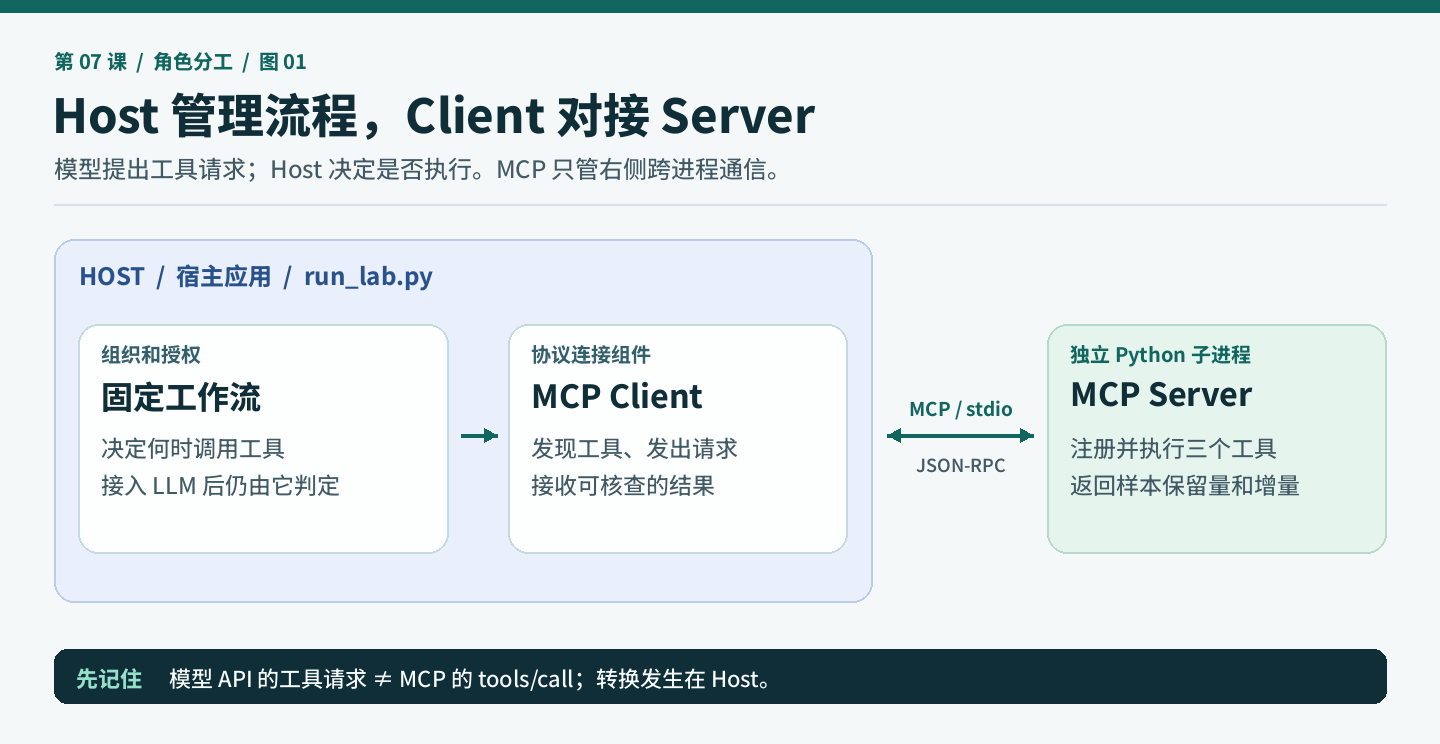 第 07 课 / 角色分工 / 图 01
Host 管理流程，Client 对接 Server
模型提出工具请求；Host 决定是否执行。MCP 只管右侧跨进程通信。
HOST / 宿主应用 / run_lab.py
组织和授权
固定工作流
决定何时调用工具
接入 LLM 后仍由它判定
协议连接组件
MCP Client
发现工具、发出请求
接收可核查的结果
MCP / stdio
JSON-RPC
独立 Python 子进程
MCP Server
注册并执行三个工具
返回样本保留量和增量
先记住 模型 API 的工具请求 ≠ MCP 的 tools/call；转换发生在 Host。